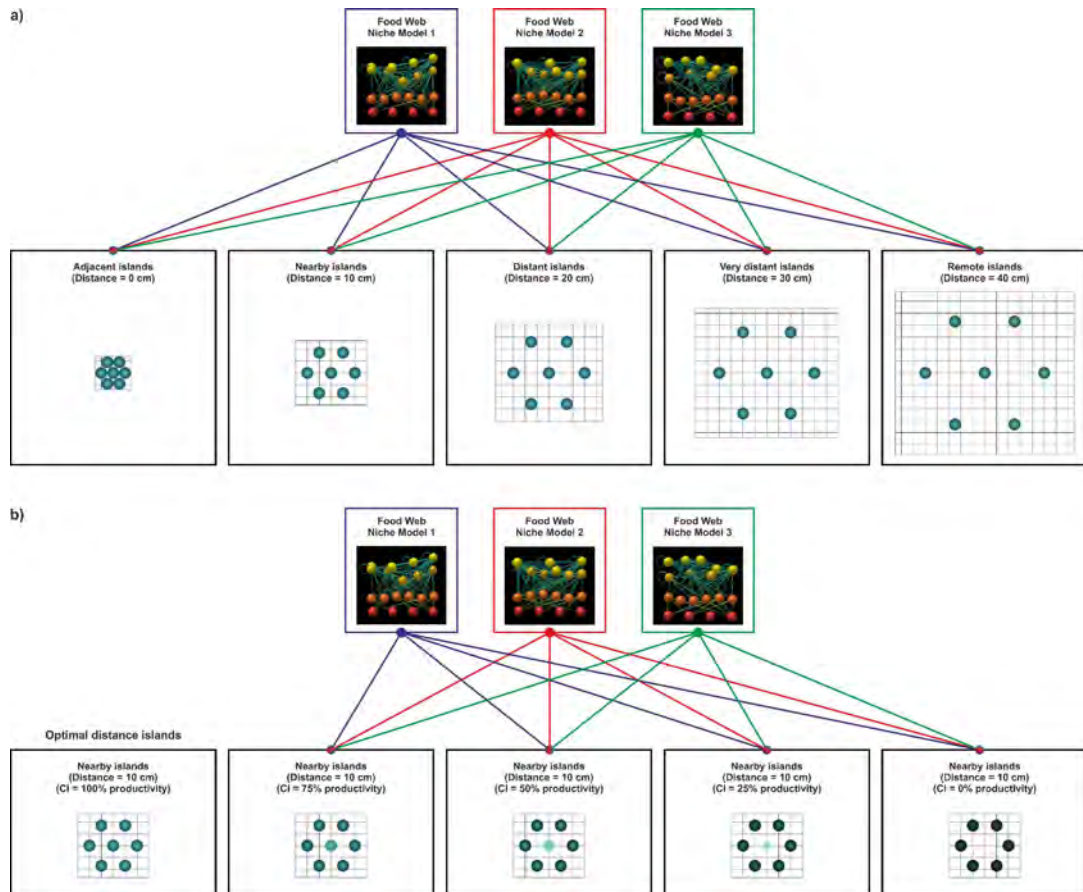 a)
Food Web
Niche Model 1
Food Web
Niche Model 2
Food Web
Niche Model 3
Adjacent islands
(Distance = 0 cm)
Nearby islands
(Distance = 10 cm)
Distant islands
(Distance = 20 cm)
Very distant islands
(Distance = 30 cm)
Remote islands
(Distance = 40 cm)
b)
Food Web
Niche Model 1
Food Web
Niche Model 2
Food Web
Niche Model 3
Optimal distance islands
Nearby islands
(Distance = 10 cm)
(Ci = 100% productivity)
Nearby islands
(Distance = 10 cm)
(Ci = 75% productivity)
Nearby islands
(Distance = 10 cm)
(Ci = 50% productivity)
Nearby islands
(Distance = 10 cm)
(Ci = 25% productivity)
Nearby islands
(Distance = 10 cm)
(Ci = 0% productivity)